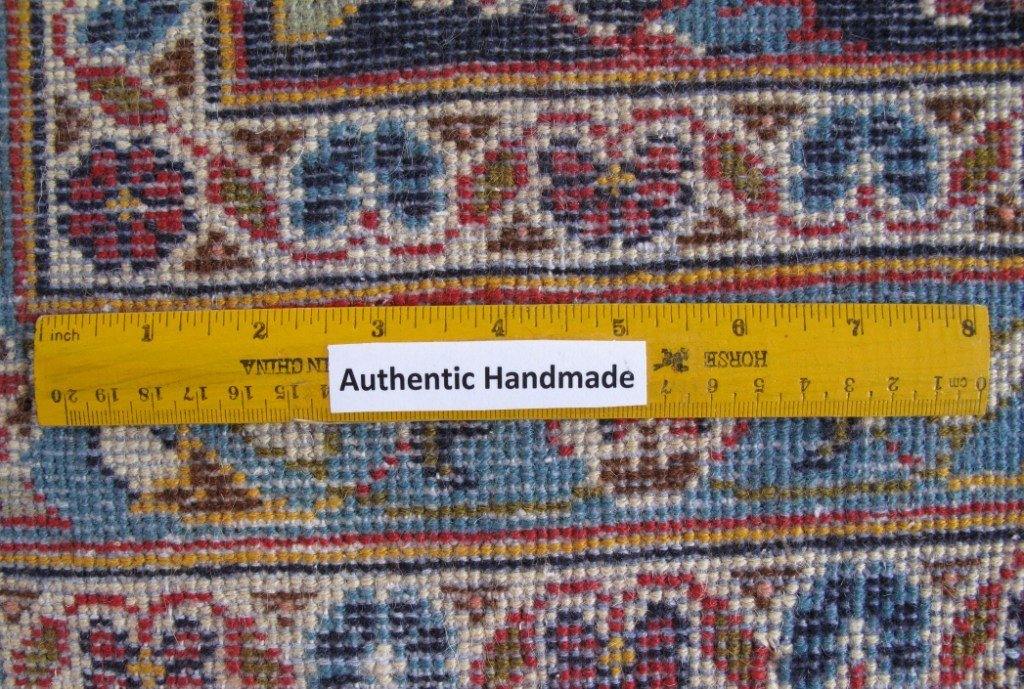 inch 1 2 3 4 5 6 7 8
IN CHINA HORSE
Authentic Handmade
20 19 18 17 16 15 14 7 6 5 4 3 2 1 cm 0